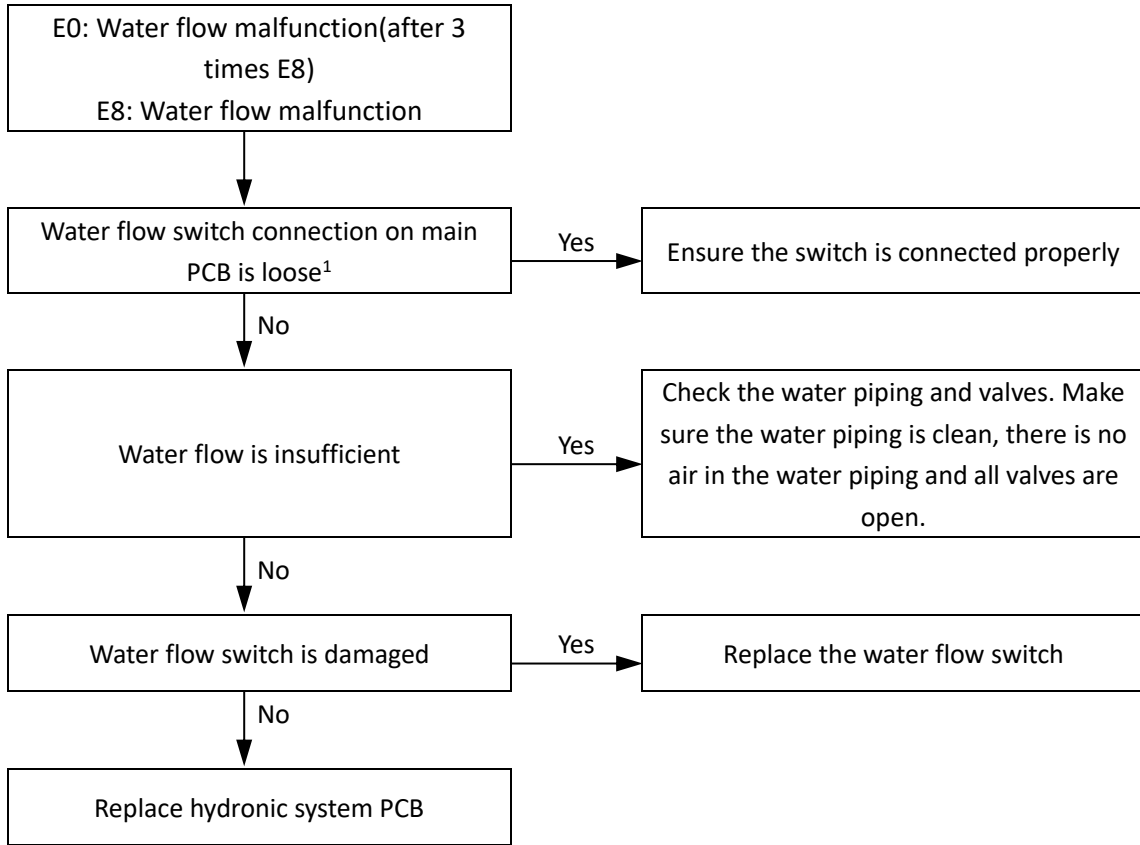 E0: Water flow malfunction(after 3
times E8)
E8: Water flow malfunction
Water flow switch connection on main
PCB is loose¹
Yes
Ensure the switch is connected properly
No
Water flow is insufficient
Yes
Check the water piping and valves. Make
sure the water piping is clean, there is no
air in the water piping and all valves are
open.
No
Water flow switch is damaged
Yes
Replace the water flow switch
No
Replace hydronic system PCB